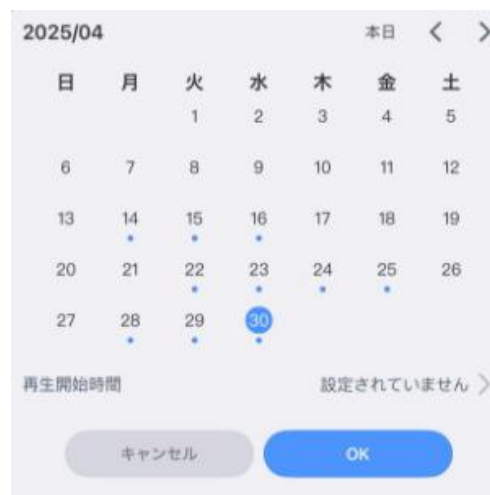 2025/04 本日 < >
日 月 火 水 木 金 土
1 2 3 4 5
6 7 8 9 10 11 12
13 14 15 16 17 18 19
20 21 22 23 24 25 26
27 28 29 30
再生開始時間 設定されていません >
キャンセル OK